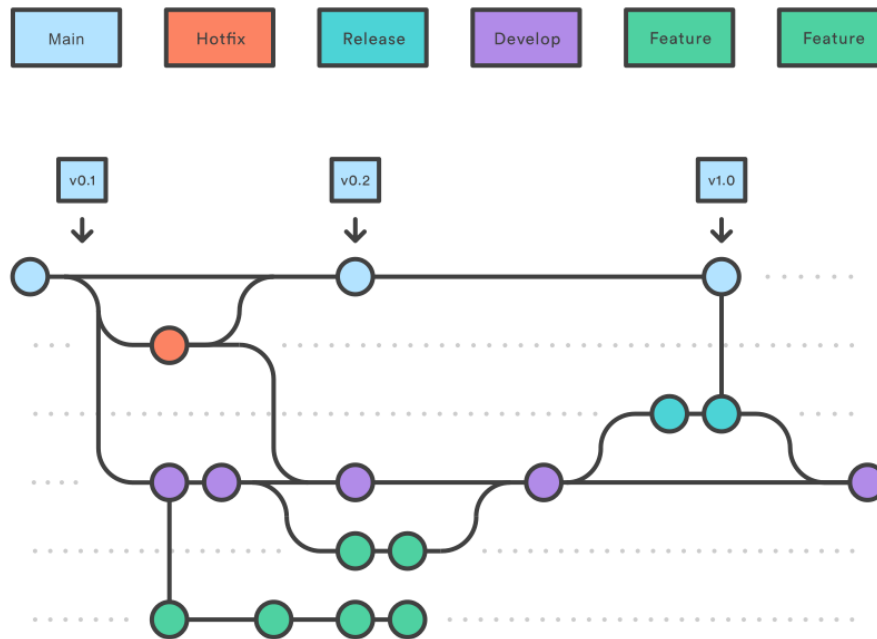 Main
Hotfix
Release
Develop
Feature
Feature
v0.1
v0.2
v1.0